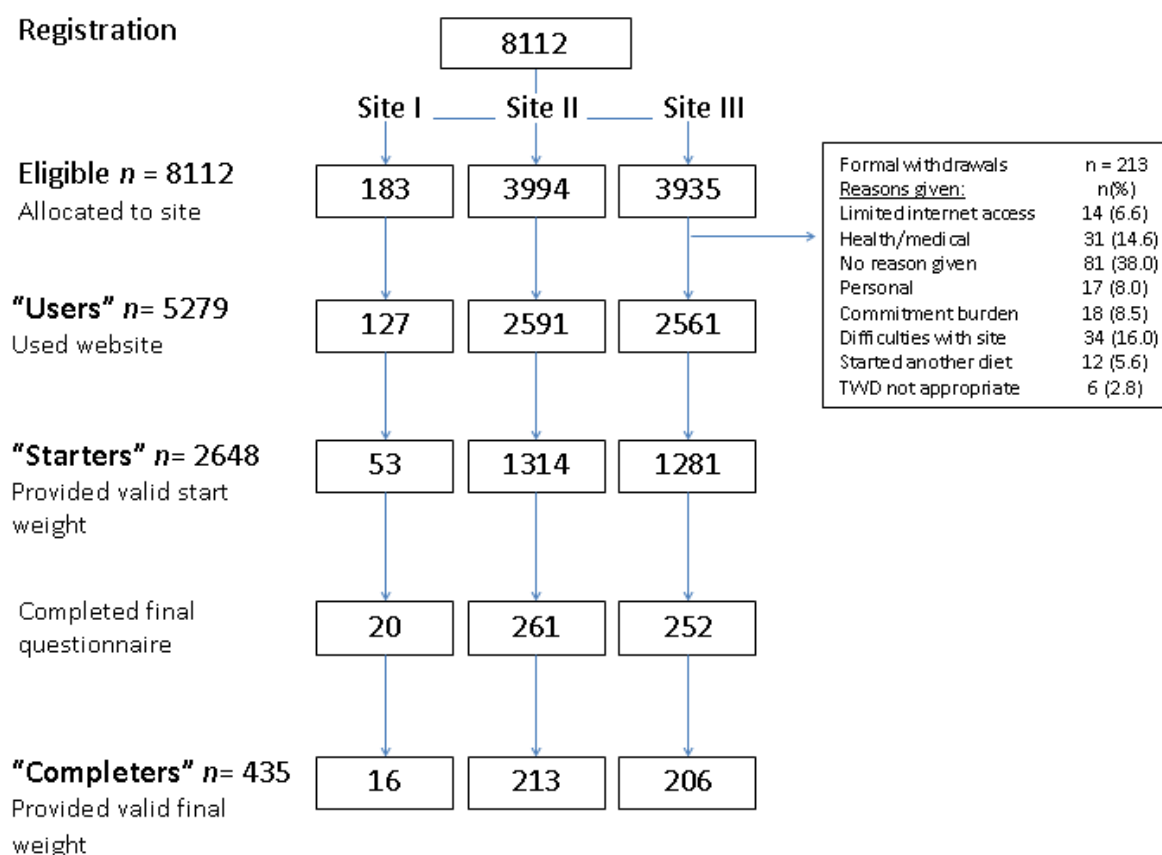 Registration
8112
Site I
Site II
Site III
Eligible n = 8112
Allocated to site
183
3994
3935
Formal withdrawals n = 213
Reasons given: n(%)
Limited internet access 14 (6.6)
Health/medical 31 (14.6)
No reason given 81 (38.0)
Personal 17 (8.0)
Commitment burden 18 (8.5)
Difficulties with site 34 (16.0)
Started another diet 12 (5.6)
TWD not appropriate 6 (2.8)
"Users" n= 5279
Used website
127
2591
2561
"Starters" n= 2648
Provided valid start
weight
53
1314
1281
Completed final
questionnaire
20
261
252
"Completers" n= 435
Provided valid final
weight
16
213
206